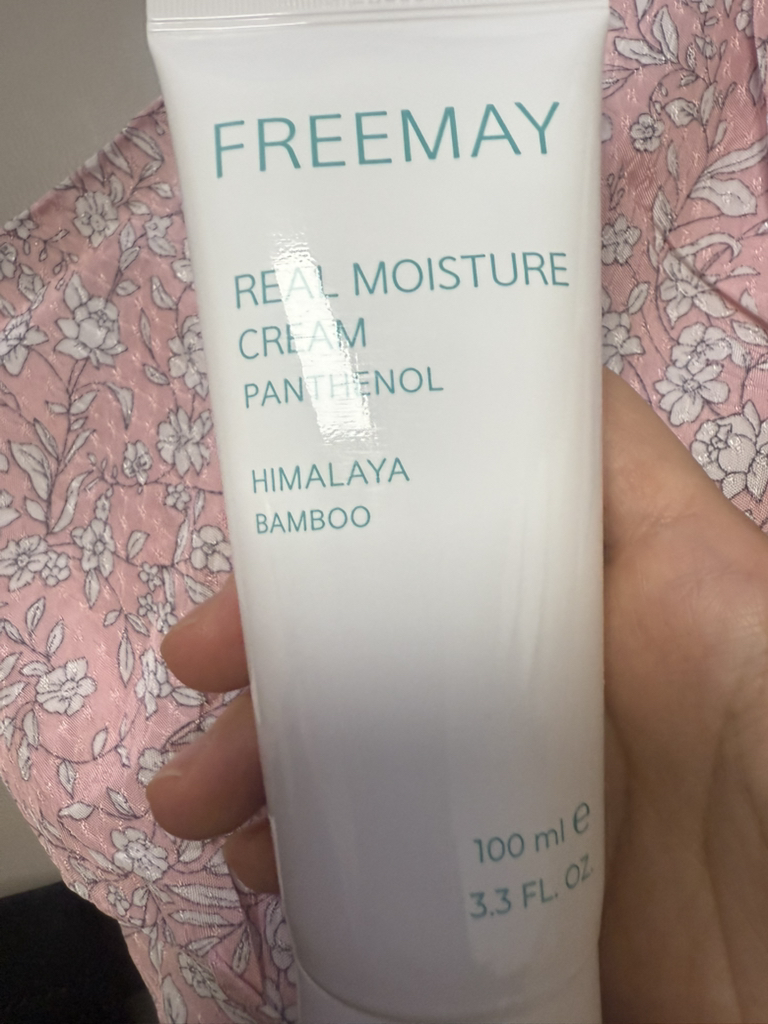 FREEMAY
REAL MOISTURE
CREAM
PANTHENOL
HIMALAYA
BAMBOO
100 ml ℮
3.3 FL. OZ.